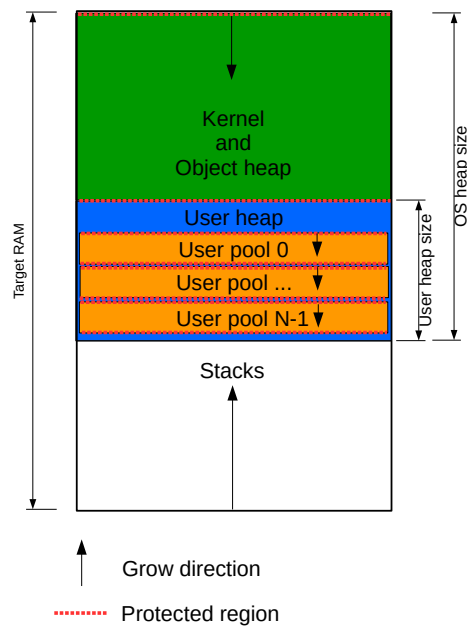 Target RAM
Kernel
and
Object heap
OS heap size
User heap
User heap size
User pool 0
User pool ...
User pool N-1
Stacks
Grow direction
Protected region